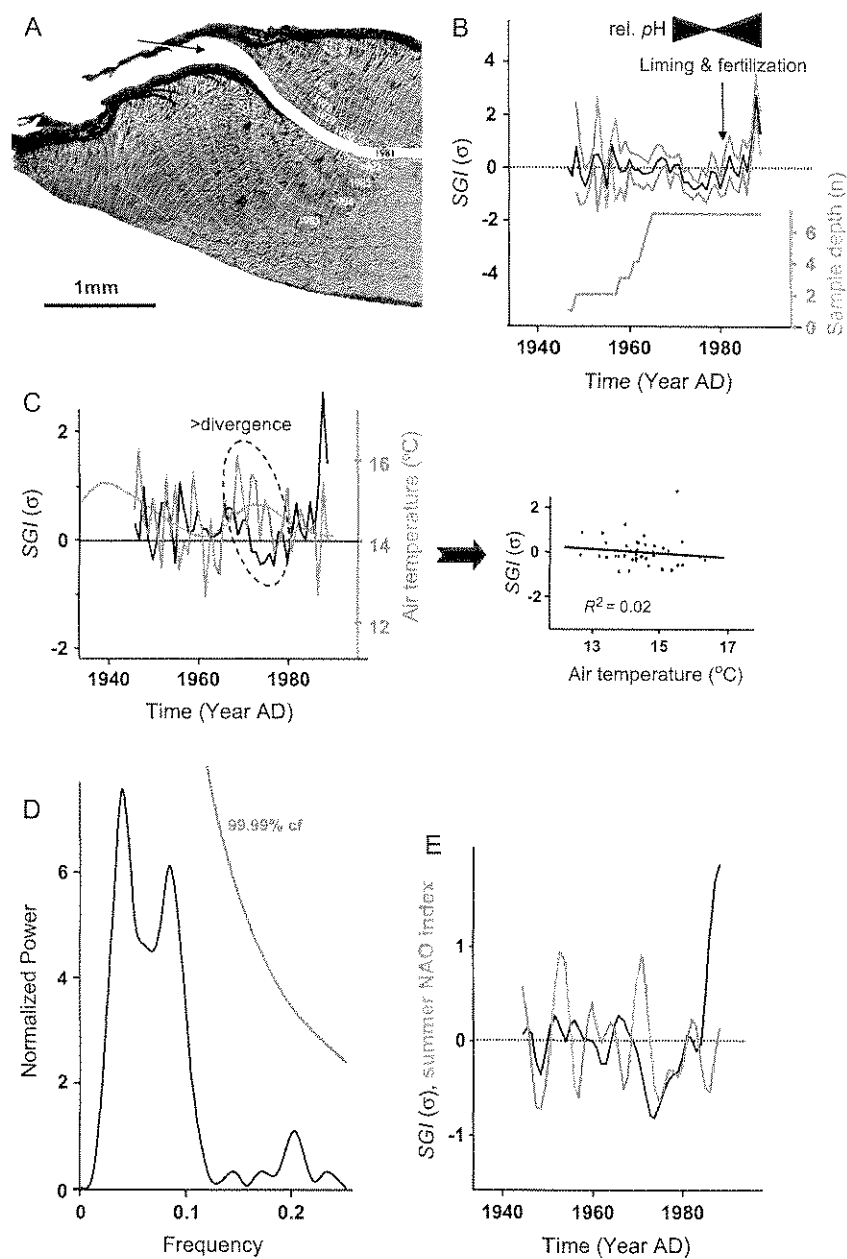 A
1981
1mm
B
rel. pH
Liming & fertilization
4
2
0
-2
-4
SGI (σ)
6
4
2
0
Sample depth (n)
1940
1960
1980
Time (Year AD)
C
>divergence
2
0
-2
SGI (σ)
16
14
12
Air temperature (°C)
1940
1960
1980
Time (Year AD)
2
0
-2
SGI (σ)
R² = 0.02
13
15
17
Air temperature (°C)
D
99.99% cf
6
4
2
0
Normalized Power
0
0.1
0.2
Frequency
E
1
0
-1
SGI (σ), summer NAO index
1940
1960
1980
Time (Year AD)